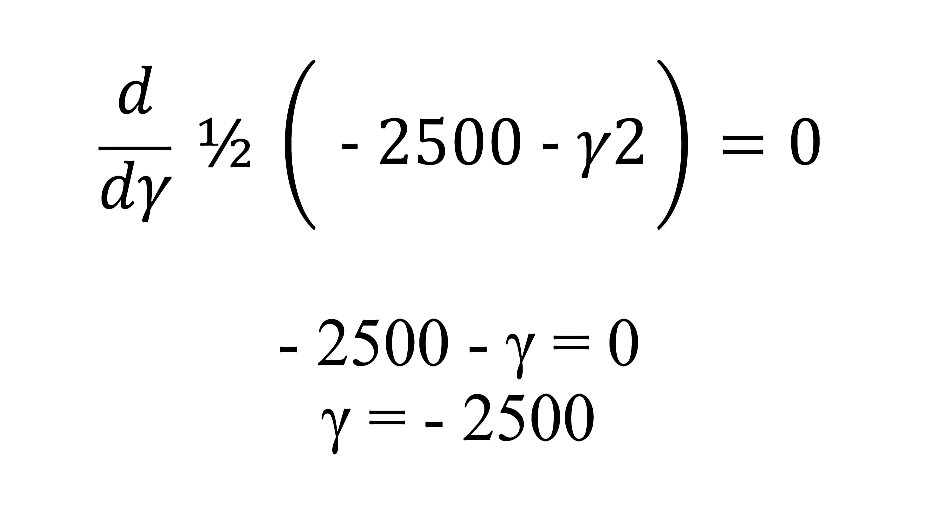 d/dγ ½ ( - 2500 - γ2 ) = 0
- 2500 - γ = 0
γ = - 2500